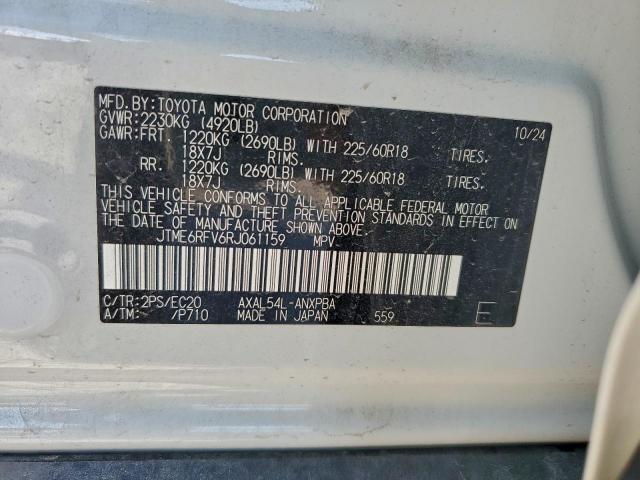 MFD.BY:TOYOTA MOTOR CORPORATION 10/24
GVWR:2230KG (4920LB)
GAWR:FRT. 1220KG (2690LB) WITH 225/60R18 TIRES.
18X7J RIMS.
RR. 1220KG (2690LB) WITH 225/60R18 TIRES.
18X7J RIMS.
THIS VEHICLE CONFORMS TO ALL APPLICABLE FEDERAL MOTOR
VEHICLE SAFETY AND THEFT PREVENTION STANDARDS IN EFFECT ON
THE DATE OF MANUFACTURE SHOWN ABOVE.
JTME6RFV6RJ061159 MPV
C/TR:2PS/EC20 AXAL54L-ANXPBA
A/TM: /P710 MADE IN JAPAN 559 E